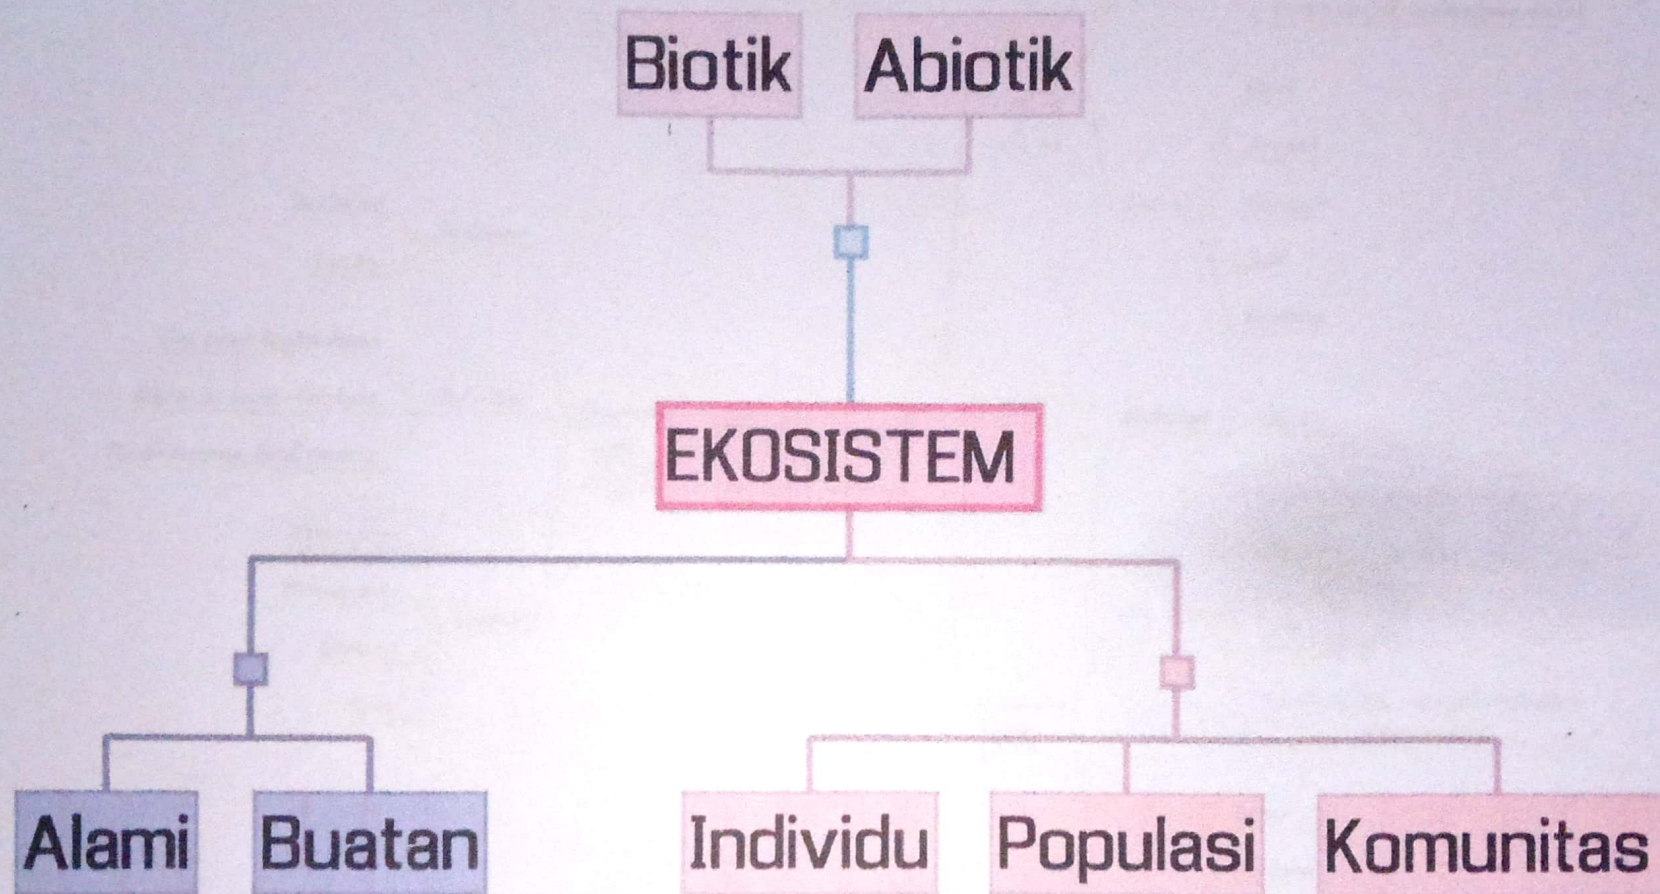 Biotik Abiotik
EKOSISTEM
Alami Buatan Individu Populasi Komunitas